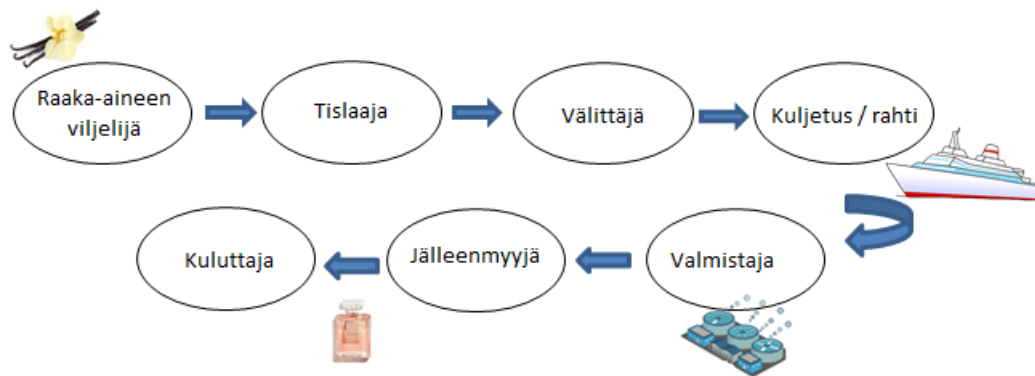 Raaka-aineen
viljelijä
Tislaaja
Välittäjä
Kuljetus / rahti
Valmistaja
Jälleenmyyjä
Kuluttaja